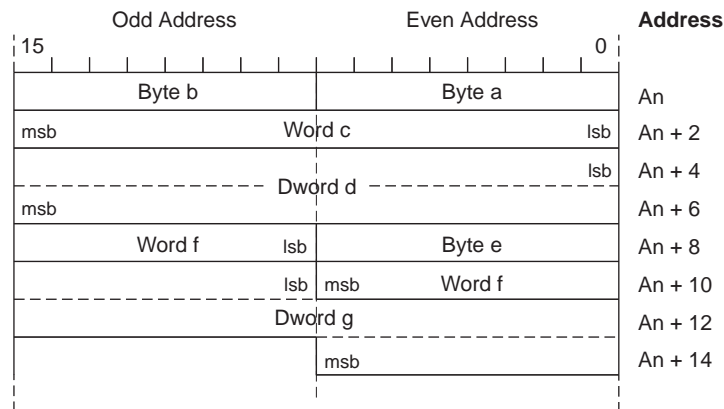 Odd Address Even Address Address
15 0
Byte b Byte a An
msb Word c lsb An + 2
lsb An + 4
Dword d
msb An + 6
Word f lsb Byte e An + 8
lsb msb Word f An + 10
Dword g An + 12
msb An + 14